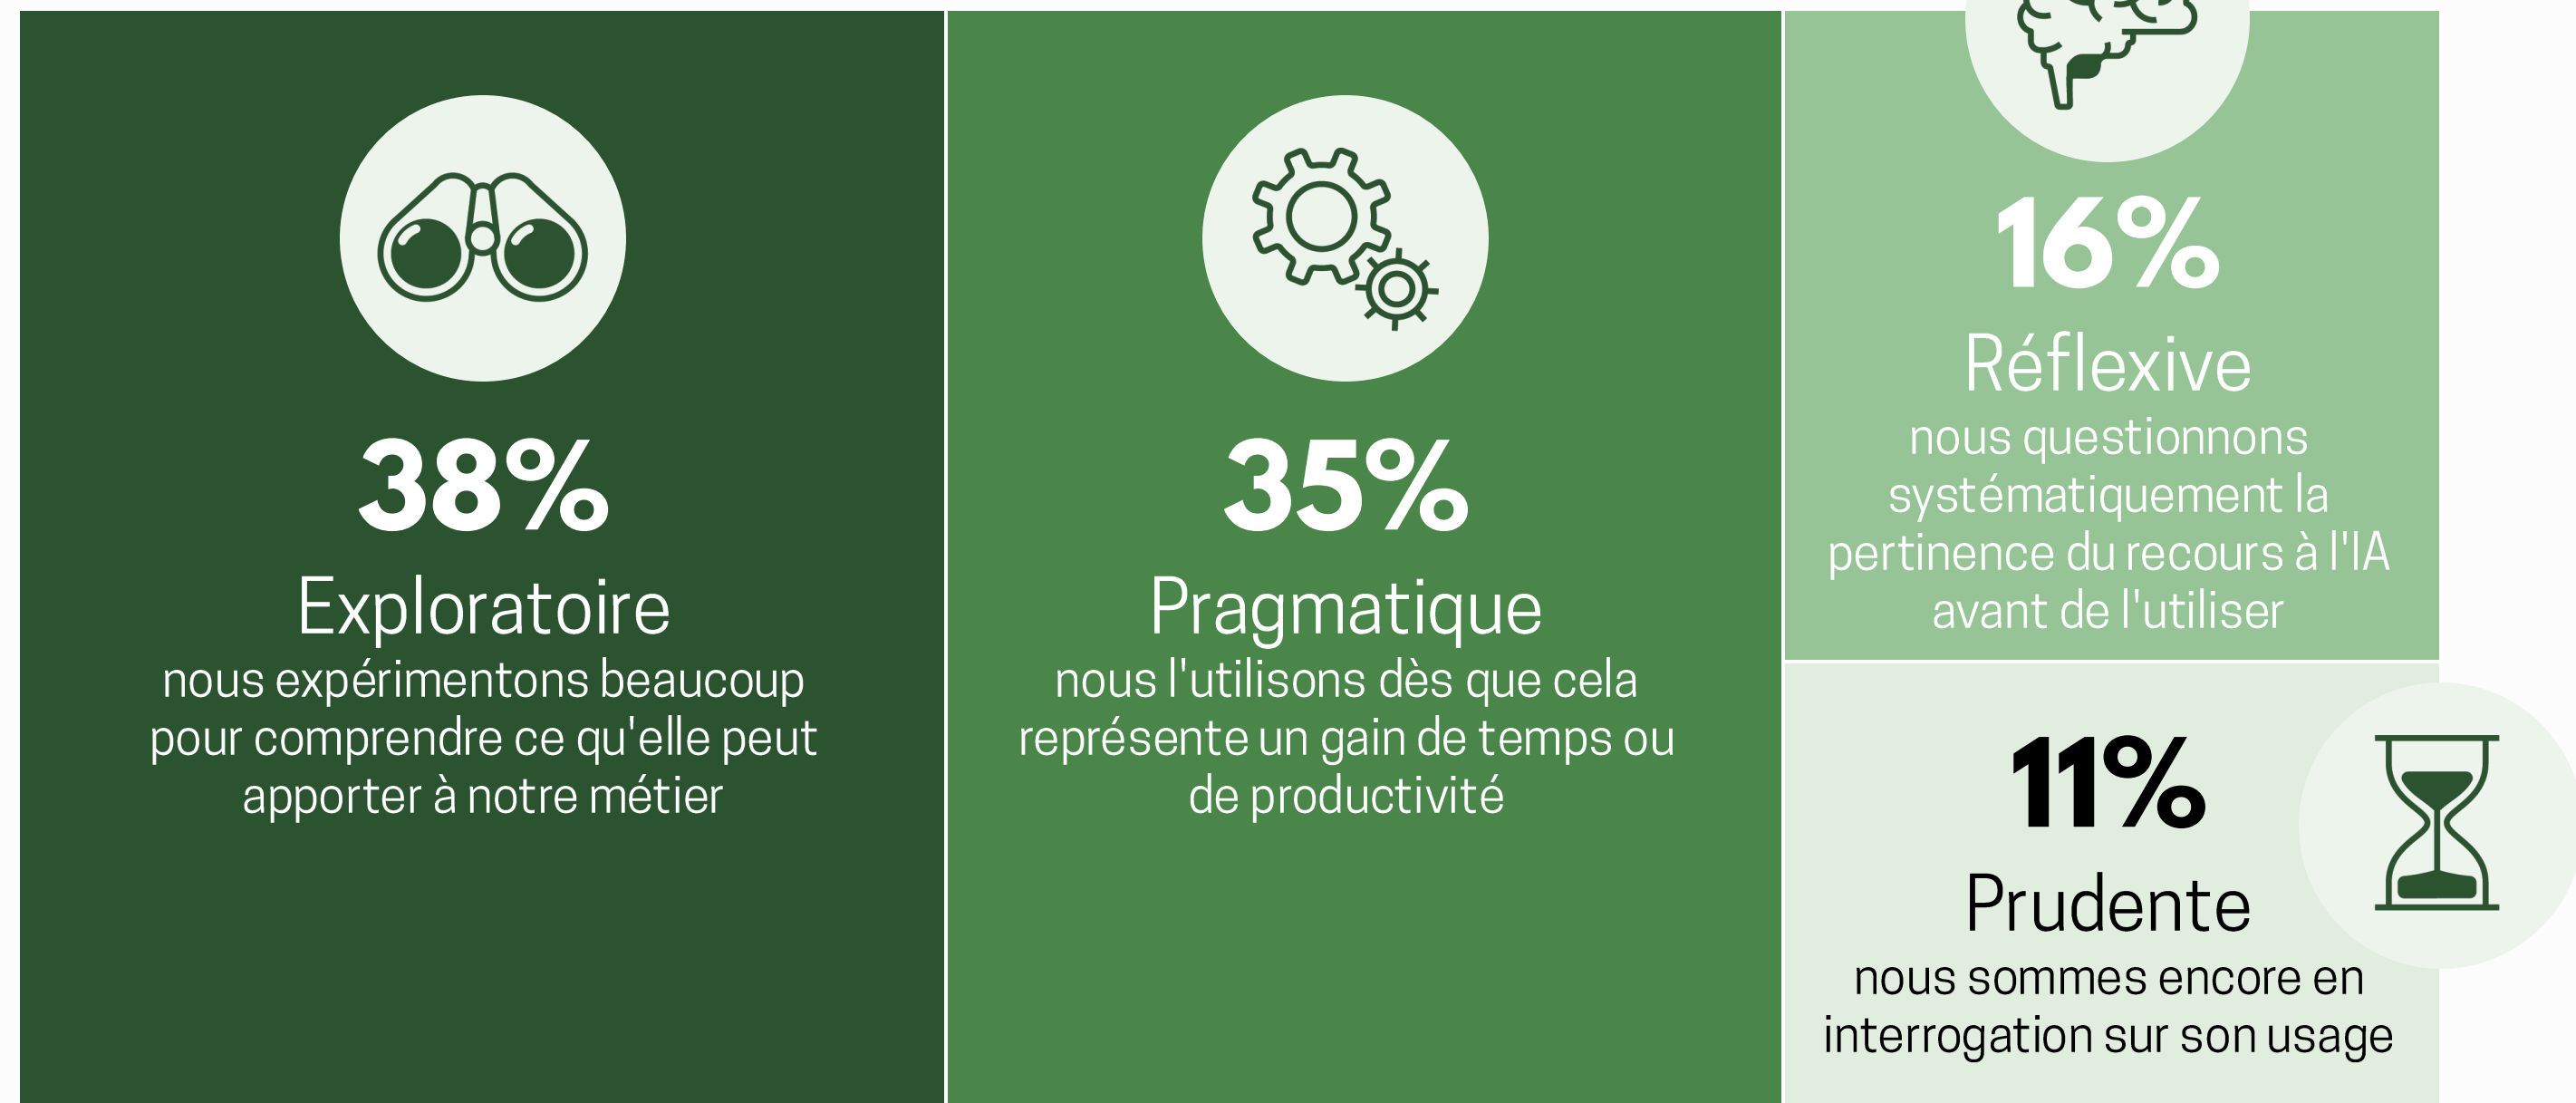 38%
Exploratoire
nous expérimentons beaucoup
pour comprendre ce qu'elle peut
apporter à notre métier
35%
Pragmatique
nous l'utilisons dès que cela
représente un gain de temps ou
de productivité
16%
Réflexive
nous questionnons
systématiquement la
pertinence du recours à l'IA
avant de l'utiliser
11%
Prudente
nous sommes encore en
interrogation sur son usage